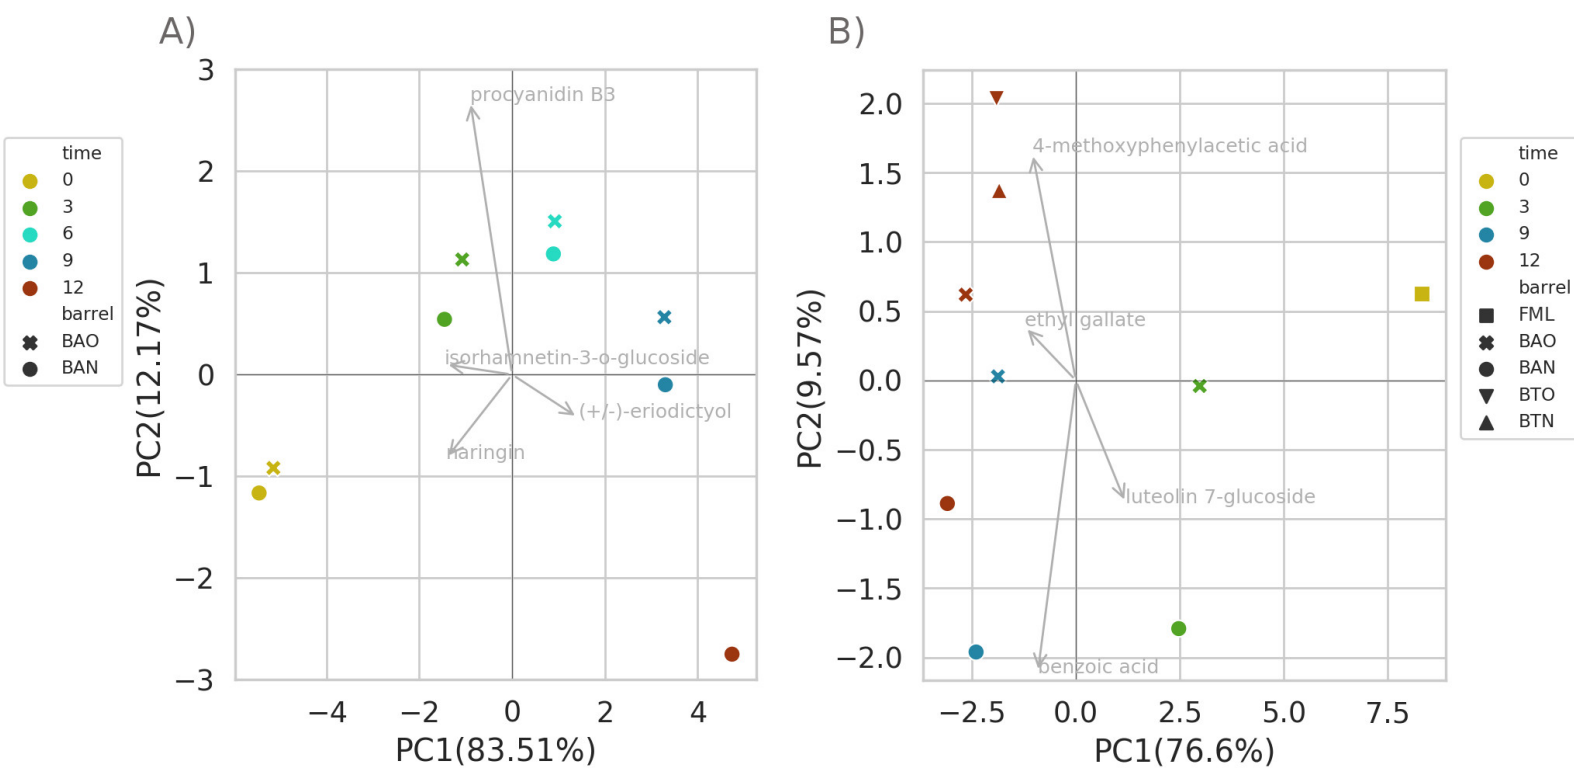 A)
time
0
3
6
9
12
barrel
BAO
BAN
PC2(12.17%)
3
2
1
0
−1
−2
−3
procyanidin B3
isorhamnetin-3-o-glucoside
(+/-)-eriodictyol
naringin
−4 −2 0 2 4
PC1(83.51%)
B)
PC2(9.57%)
2.0
1.5
1.0
0.5
0.0
−0.5
−1.0
−1.5
−2.0
4-methoxyphenylacetic acid
ethyl gallate
luteolin 7-glucoside
benzoic acid
−2.5 0.0 2.5 5.0 7.5
PC1(76.6%)
time
0
3
9
12
barrel
FML
BAO
BAN
BTO
BTN